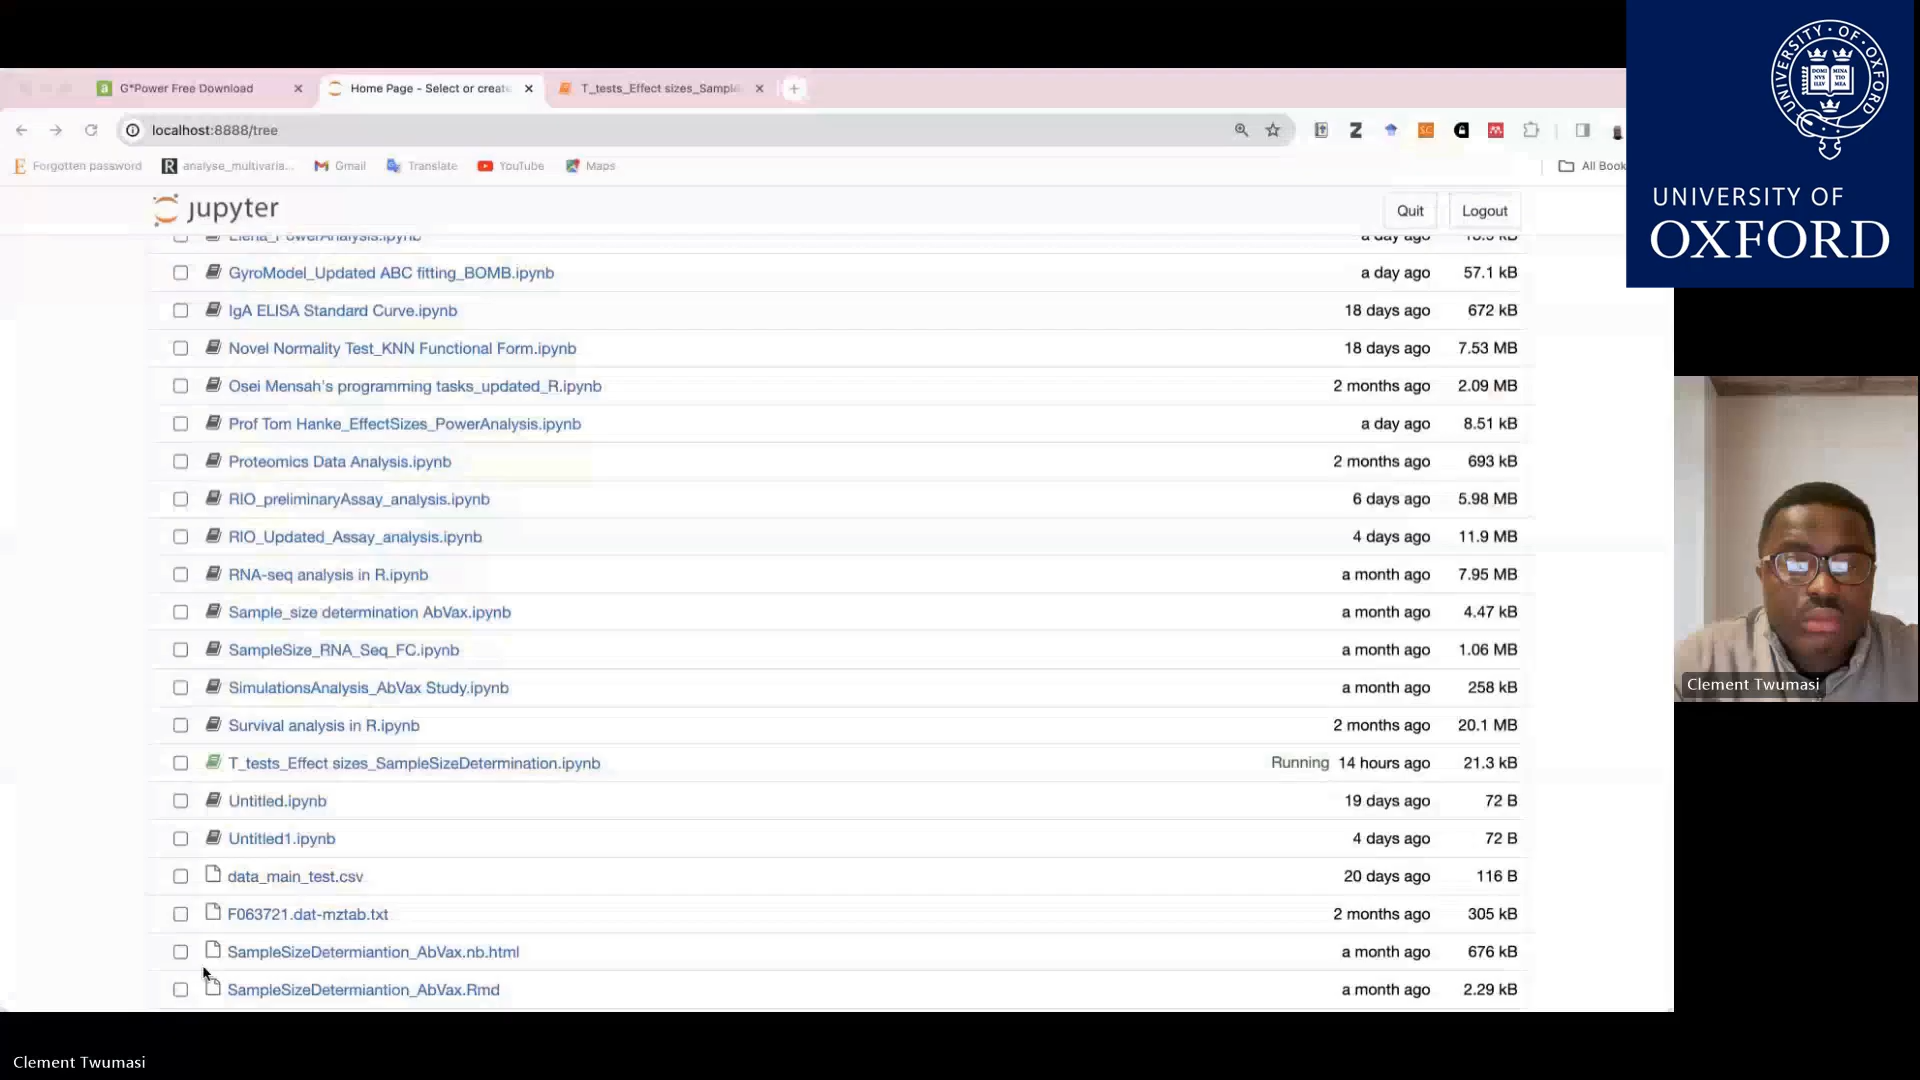 G*Power Free Download
Home Page - Select or create
T_tests_Effect sizes_Sample
localhost:8888/tree
Forgotten password
analyse_multivaria...
Gmail
Translate
YouTube
Maps
All Book
jupyter
Quit
Logout
Elena_PowerAnalysis.ipynb a day ago
GyroModel_Updated ABC fitting_BOMB.ipynb a day ago 57.1 kB
IgA ELISA Standard Curve.ipynb 18 days ago 672 kB
Novel Normality Test_KNN Functional Form.ipynb 18 days ago 7.53 MB
Osei Mensah's programming tasks_updated_R.ipynb 2 months ago 2.09 MB
Prof Tom Hanke_EffectSizes_PowerAnalysis.ipynb a day ago 8.51 kB
Proteomics Data Analysis.ipynb 2 months ago 693 kB
RIO_preliminaryAssay_analysis.ipynb 6 days ago 5.98 MB
RIO_Updated_Assay_analysis.ipynb 4 days ago 11.9 MB
RNA-seq analysis in R.ipynb a month ago 7.95 MB
Sample_size determination AbVax.ipynb a month ago 4.47 kB
SampleSize_RNA_Seq_FC.ipynb a month ago 1.06 MB
SimulationsAnalysis_AbVax Study.ipynb a month ago 258 kB
Survival analysis in R.ipynb 2 months ago 20.1 MB
T_tests_Effect sizes_SampleSizeDetermination.ipynb Running 14 hours ago 21.3 kB
Untitled.ipynb 19 days ago 72 B
Untitled1.ipynb 4 days ago 72 B
data_main_test.csv 20 days ago 116 B
F063721.dat-mztab.txt 2 months ago 305 kB
SampleSizeDetermiantion_AbVax.nb.html a month ago 676 kB
SampleSizeDetermiantion_AbVax.Rmd a month ago 2.29 kB
UNIVERSITY OF OXFORD
UNIVERSITY OF
OXFORD
Clement Twumasi
Clement Twumasi